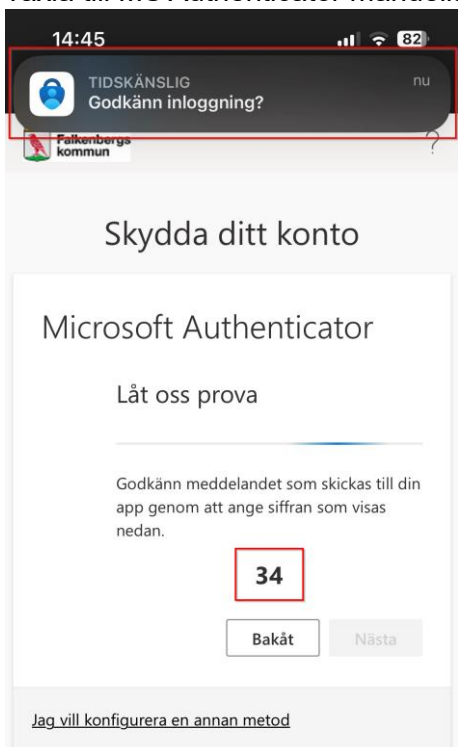 14:45
82
TIDSKÄNSLIG
nu
Godkänn inloggning?
Falkenbergs
kommun
?
Skydda ditt konto
Microsoft Authenticator
Låt oss prova
Godkänn meddelandet som skickas till din
app genom att ange siffran som visas
nedan.
34
Bakåt
Nästa
Jag vill konfigurera en annan metod